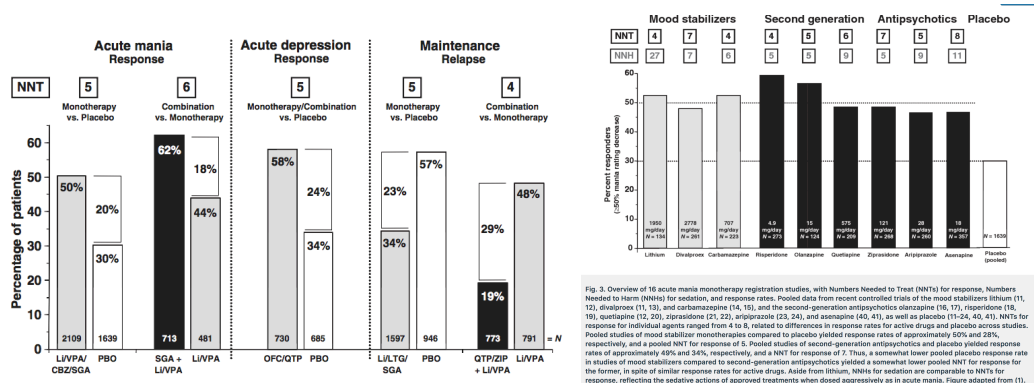 Acute mania
Response
Acute depression
Response
Maintenance
Relapse
NNT 5 6 5 5 4
Monotherapy
vs. Placebo
Combination
vs. Monotherapy
Monotherapy/Combination
vs. Placebo
Monotherapy
vs. Placebo
Combination
vs. Monotherapy
Percentage of patients
60
50
40
30
20
10
0
50% 20% 30%
62% 18% 44%
58% 24% 34%
23% 34% 57%
29% 19% 48%
2109 1639 713 481 730 685 1597 946 773 791 = N
Li/VPA/
CBZ/SGA
PBO
SGA +
Li/VPA
Li/VPA
OFC/QTP
PBO
Li/LTG/
SGA
PBO
QTP/ZIP
+ Li/VPA
Li/VPA
Mood stabilizers Second generation Antipsychotics Placebo
NNT 4 7 4 4 5 6 7 5 8
NNH 27 7 6 5 5 9 5 9 11
Percent responders
(≥50% mania rating decrease)
60
50
40
30
20
10
0
1950
mg/day
N = 134
2778
mg/day
N = 261
707
mg/day
N = 223
4.9
mg/day
N = 273
15
mg/day
N = 124
575
mg/day
N = 209
121
mg/day
N = 268
28
mg/day
N = 260
18
mg/day
N = 357
N = 1639
Lithium Divalproex Carbamazepine Risperidone Olanzapine Quetiapine Ziprasidone Aripiprazole Asenapine Placebo
(pooled)
Fig. 3. Overview of 16 acute mania monotherapy registration studies, with Numbers Needed to Treat (NNTs) for response, Numbers
Needed to Harm (NNHs) for sedation, and response rates. Pooled data from recent controlled trials of the mood stabilizers lithium (11,
12), divalproex (11, 13), and carbamazepine (14, 15), and the second-generation antipsychotics olanzapine (16, 17), risperidone (18,
19), quetiapine (12, 20), ziprasidone (21, 22), aripiprazole (23, 24), and asenapine (40, 41), as well as placebo (11–24, 40, 41). NNTs for
response for individual agents ranged from 4 to 8, related to differences in response rates for active drugs and placebo across studies.
Pooled studies of mood stabilizer monotherapies compared to placebo yielded response rates of approximately 50% and 28%,
respectively, and a pooled NNT for response of 5. Pooled studies of second-generation antipsychotics and placebo yielded response
rates of approximately 49% and 34%, respectively, and a NNT for response of 7. Thus, a somewhat lower pooled placebo response rate
in studies of mood stabilizers compared to second-generation antipsychotics yielded a somewhat lower pooled NNT for response for
the former, in spite of similar response rates for active drugs. Aside from lithium, NNHs for sedation are comparable to NNTs for
response, reflecting the sedative actions of approved treatments when dosed aggressively as in acute mania. Figure adapted from (1).